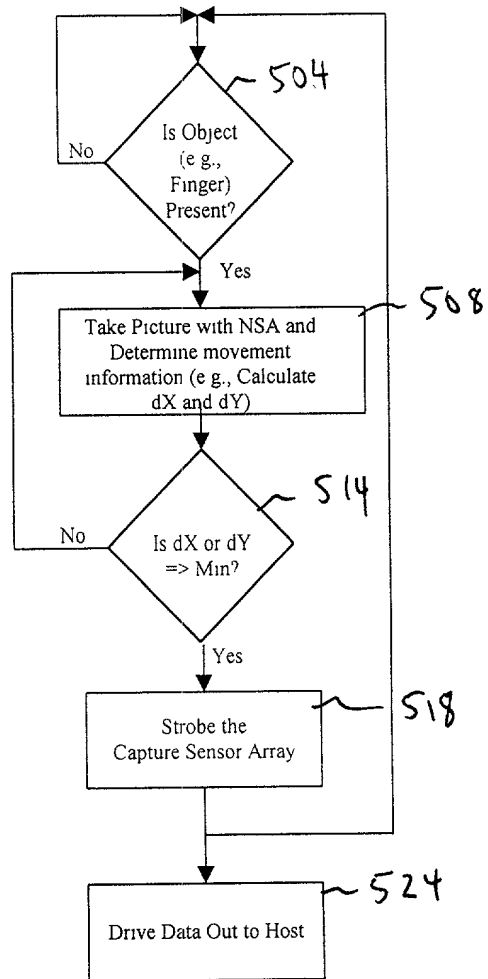 504
Is Object
(e g.,
Finger)
Present?
No
Yes
508
Take Picture with NSA and
Determine movement
information (e g., Calculate
dX and dY)
514
No
Is dX or dY
=> Min?
Yes
518
Strobe the
Capture Sensor Array
524
Drive Data Out to Host